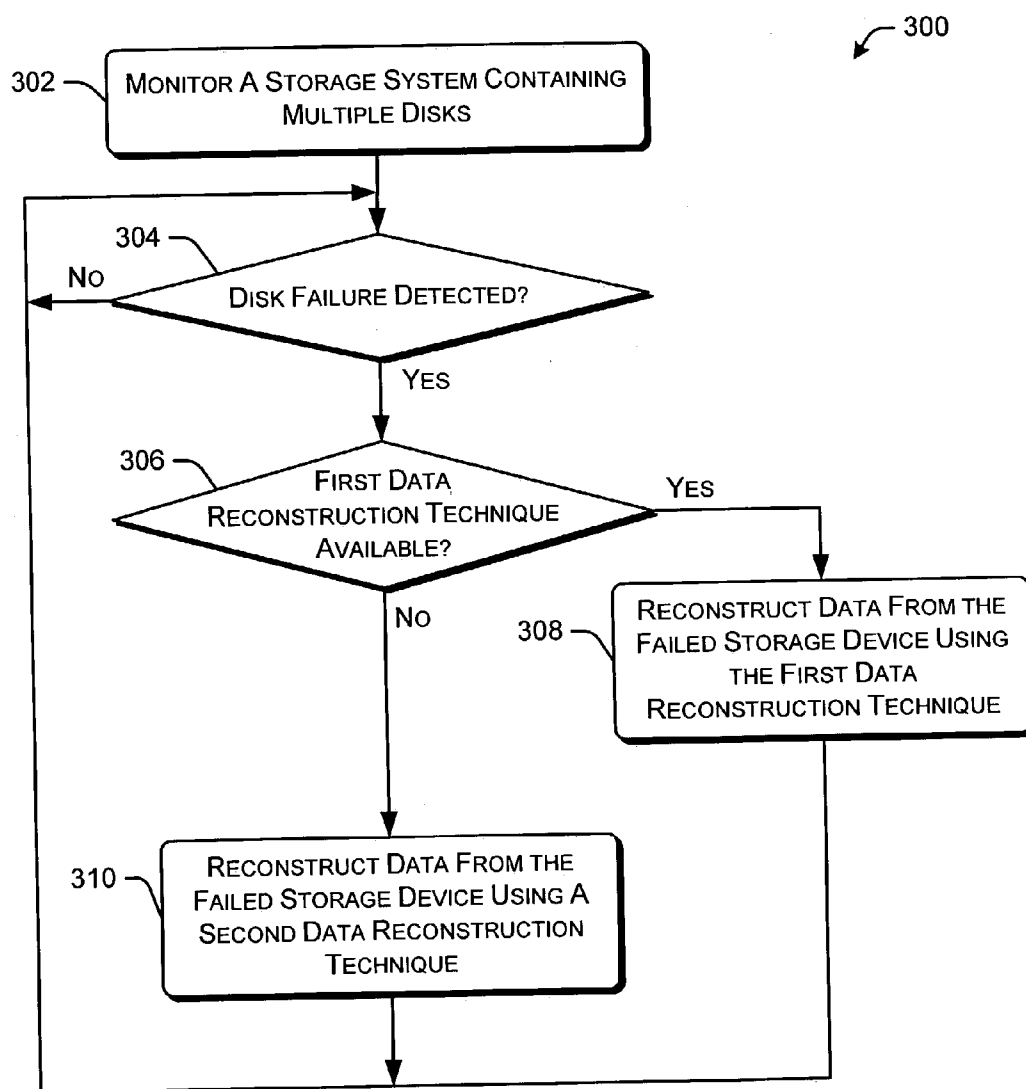 300
302
MONITOR A STORAGE SYSTEM CONTAINING
MULTIPLE DISKS
304
NO
DISK FAILURE DETECTED?
YES
306
FIRST DATA
RECONSTRUCTION TECHNIQUE
AVAILABLE?
YES
NO
308
RECONSTRUCT DATA FROM THE
FAILED STORAGE DEVICE USING
THE FIRST DATA
RECONSTRUCTION TECHNIQUE
310
RECONSTRUCT DATA FROM THE
FAILED STORAGE DEVICE USING A
SECOND DATA RECONSTRUCTION
TECHNIQUE